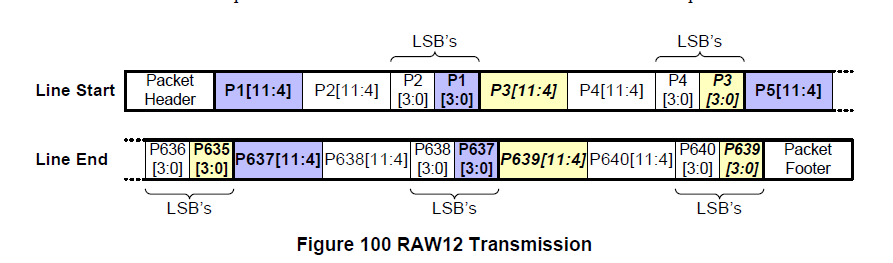 LSB's LSB's
Line Start Packet Header P1[11:4] P2[11:4] P2 [3:0] P1 [3:0] P3[11:4] P4[11:4] P4 [3:0] P3 [3:0] P5[11:4]
Line End P636 [3:0] P635 [3:0] P637[11:4] P638[11:4] P638 [3:0] P637 [3:0] P639[11:4] P640[11:4] P640 [3:0] P639 [3:0] Packet Footer
LSB's LSB's LSB's
Figure 100 RAW12 Transmission